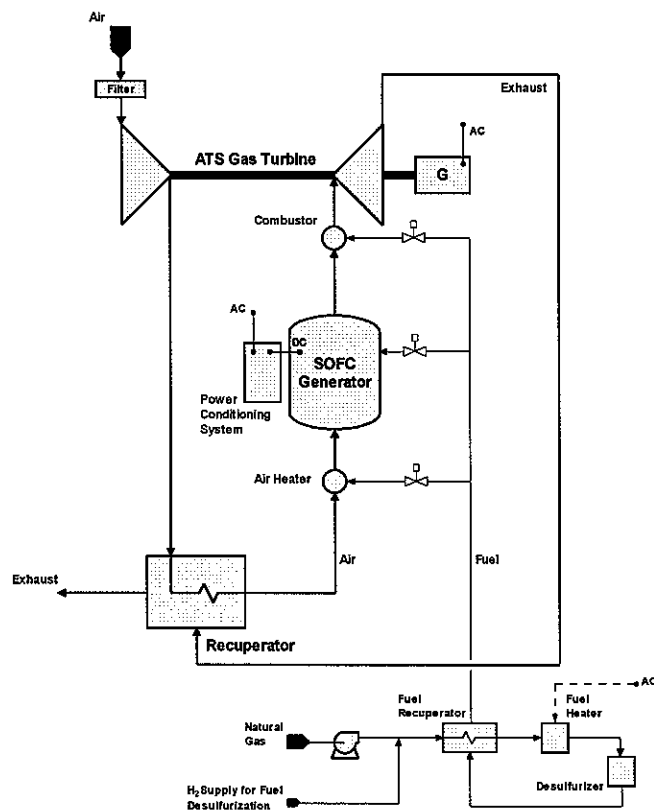 Air
Filter
Exhaust
AC
ATS Gas Turbine
G
Combustor
AC
DC
SOFC
Generator
Power
Conditioning
System
Air Heater
Air
Fuel
Exhaust
Recuperator
AC
Fuel
Recuperator
Fuel
Heater
Natural
Gas
Desulfurizer
H₂ Supply for Fuel
Desulfurization